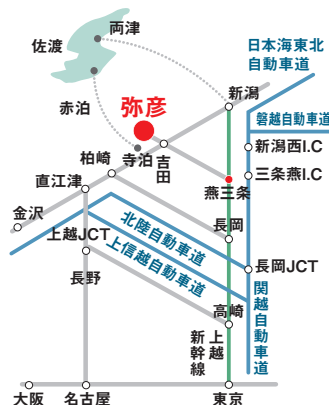 両津
佐渡
日本海東北
自動車道
赤泊
弥彦
新潟
磐越自動車道
寺泊
吉田
新潟西I.C
柏崎
三条燕I.C
直江津
燕三条
金沢
長岡
上越JCT
北陸自動車道
長岡JCT
上信越自動車道
長野
関越自動車道
高崎
上越
新幹線
大阪
名古屋
東京